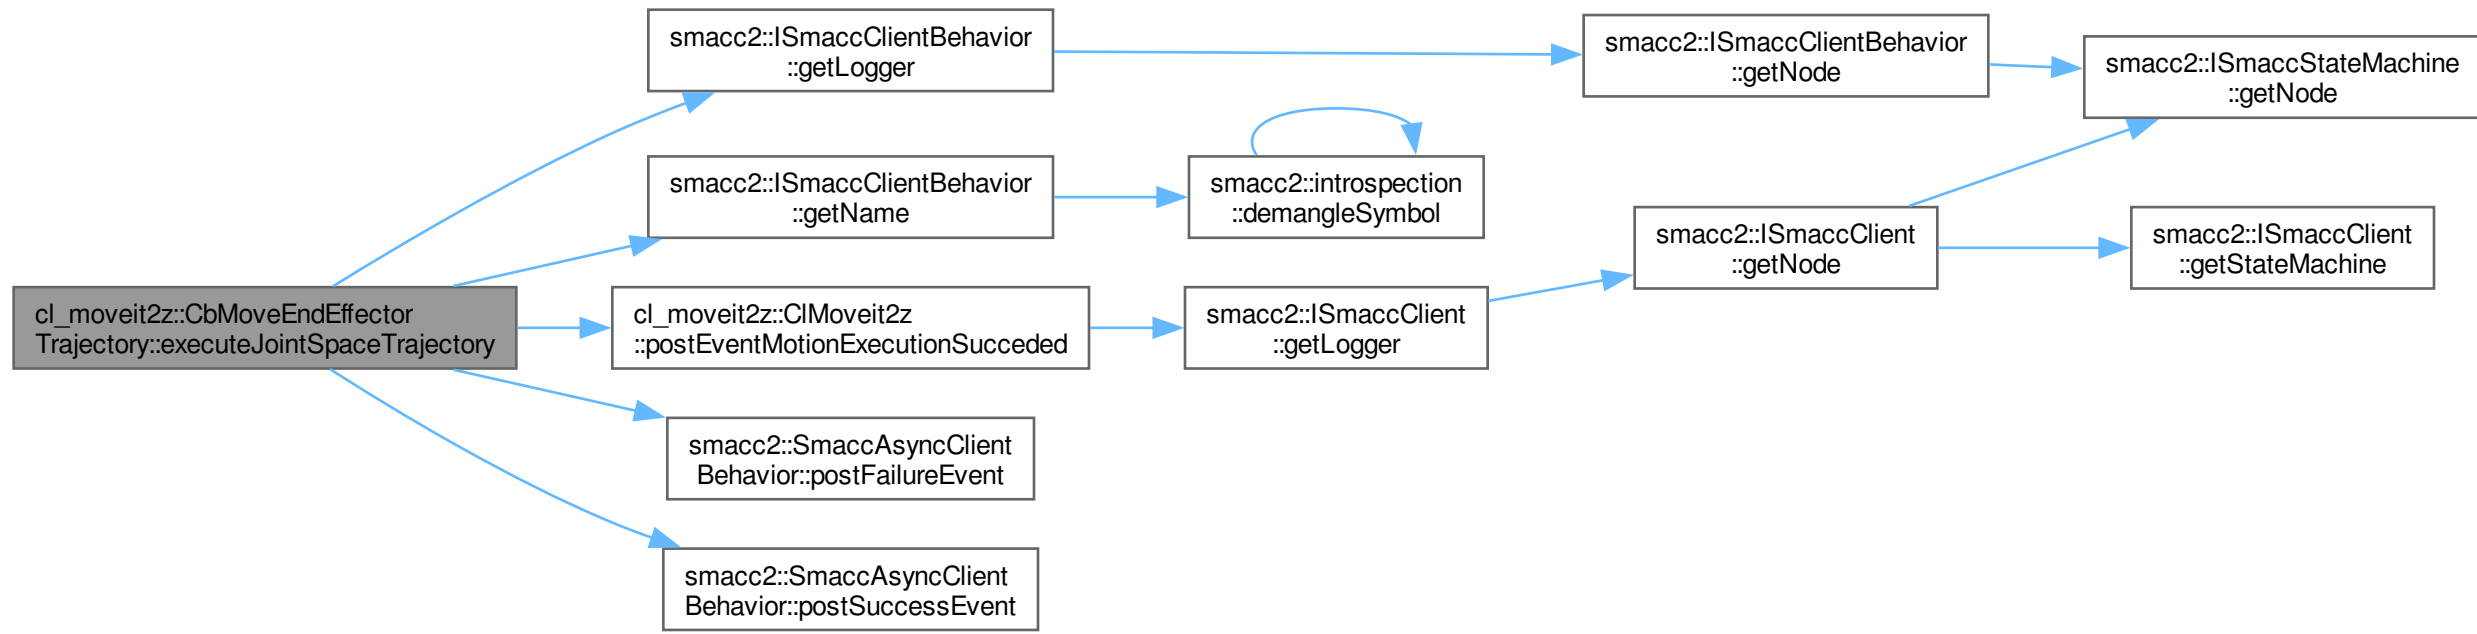 cl_moveit2z::CbMoveEndEffector
Trajectory::executeJointSpaceTrajectory
smacc2::ISmaccClientBehavior
::getLogger
smacc2::ISmaccClientBehavior
::getNode
smacc2::ISmaccStateMachine
::getNode
smacc2::ISmaccClientBehavior
::getName
smacc2::introspection
::demangleSymbol
cl_moveit2z::ClMoveit2z
::postEventMotionExecutionSucceded
smacc2::ISmaccClient
::getLogger
smacc2::ISmaccClient
::getNode
smacc2::ISmaccClient
::getStateMachine
smacc2::SmaccAsyncClient
Behavior::postFailureEvent
smacc2::SmaccAsyncClient
Behavior::postSuccessEvent